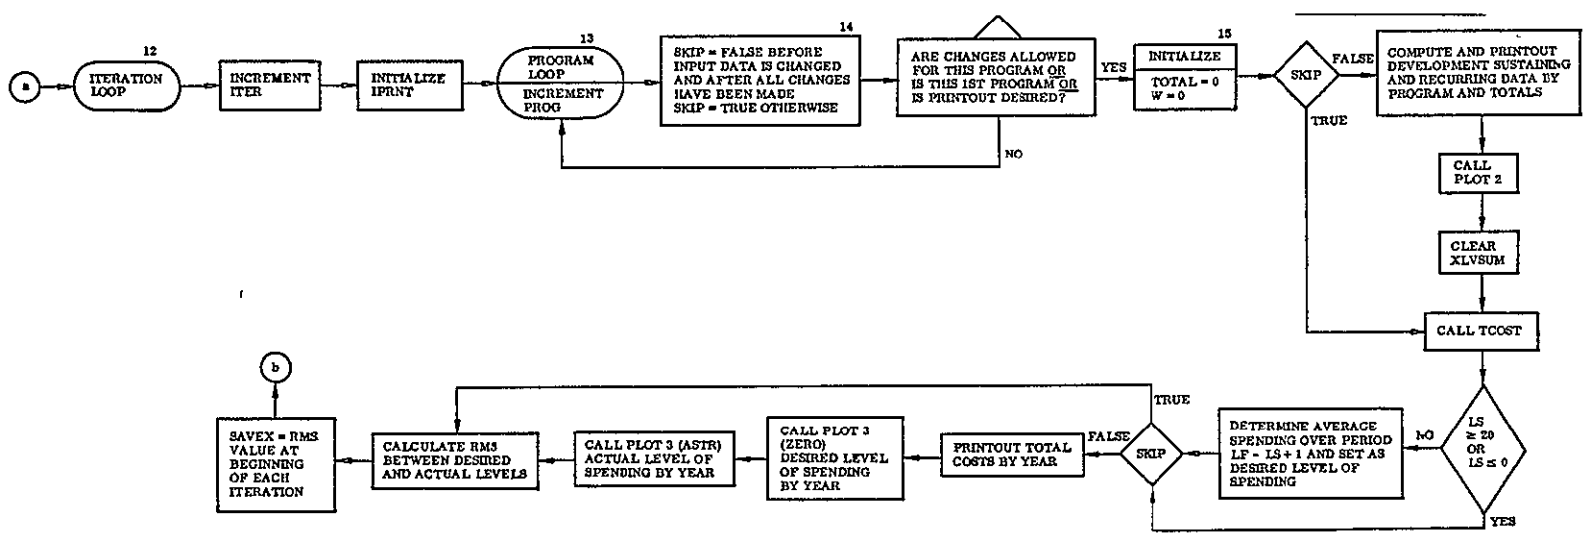 a
12
ITERATION
LOOP
INCREMENT
ITER
INITIALIZE
IPRNT
13
PROGRAM
LOOP
INCREMENT
PROG
14
SKIP = FALSE BEFORE
INPUT DATA IS CHANGED
AND AFTER ALL CHANGES
HAVE BEEN MADE
SKIP = TRUE OTHERWISE
ARE CHANGES ALLOWED
FOR THIS PROGRAM OR
IS THIS 1ST PROGRAM OR
IS PRINTOUT DESIRED?
NO
YES
15
INITIALIZE
TOTAL = 0
W = 0
SKIP
FALSE
TRUE
COMPUTE AND PRINTOUT
DEVELOPMENT SUSTAINING
AND RECURRING DATA BY
PROGRAM AND TOTALS
CALL
PLOT 2
CLEAR
XLVSUM
CALL TCOST
LS
≥ 20
OR
LS ≤ 0
NO
YES
DETERMINE AVERAGE
SPENDING OVER PERIOD
LF - LS + 1 AND SET AS
DESIRED LEVEL OF
SPENDING
SKIP
TRUE
FALSE
PRINTOUT TOTAL
COSTS BY YEAR
CALL PLOT 3
(ZERO)
DESIRED LEVEL
OF SPENDING
BY YEAR
CALL PLOT 3 (ASTR)
ACTUAL LEVEL OF
SPENDING BY YEAR
CALCULATE RMS
BETWEEN DESIRED
AND ACTUAL LEVELS
SAVEX = RMS
VALUE AT
BEGINNING
OF EACH
ITERATION
b